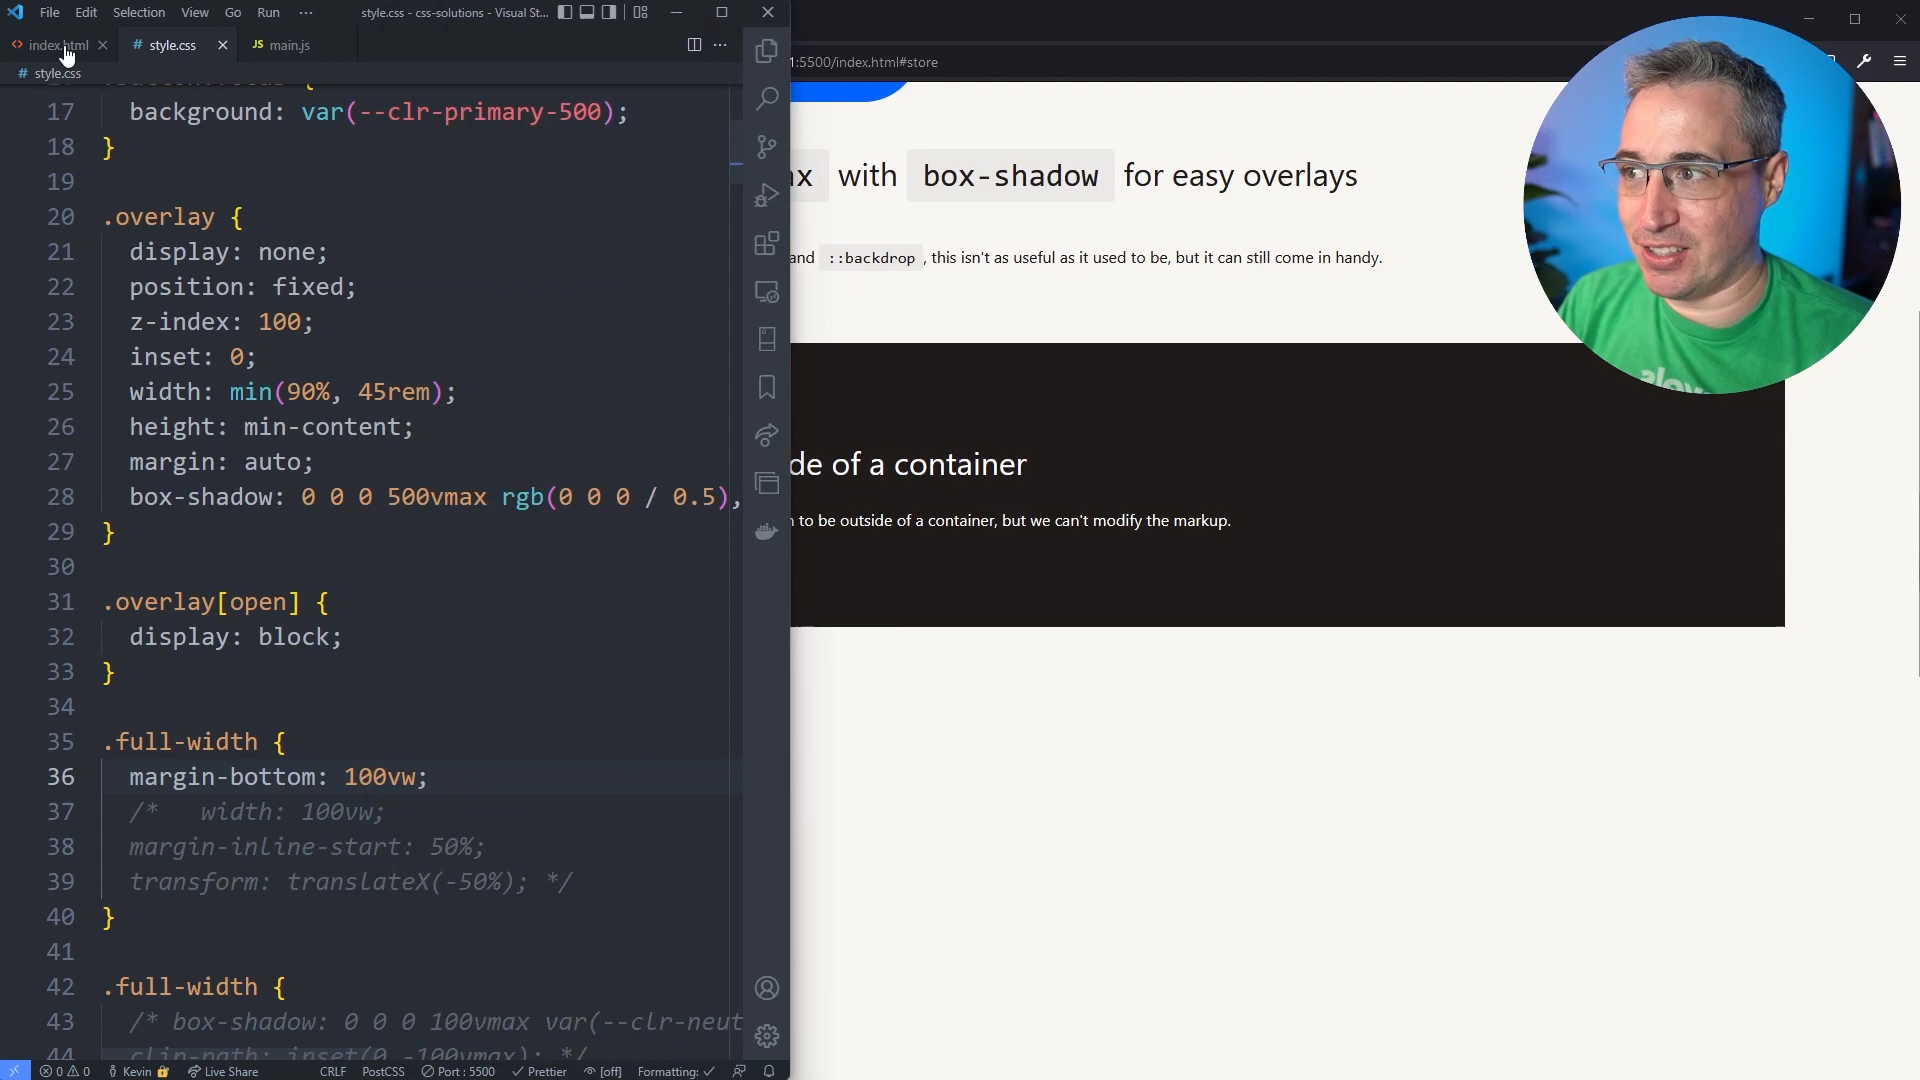 File Edit Selection View Go Run ··· style.css - css-solutions - Visual St...
<> index.html # style.css JS main.js
# style.css
:5500/index.html#store
17 background: var(--clr-primary-500);
18 }
19
20 .overlay {
21 display: none;
22 position: fixed;
23 z-index: 100;
24 inset: 0;
25 width: min(90%, 45rem);
26 height: min-content;
27 margin: auto;
28 box-shadow: 0 0 0 500vmax rgb(0 0 0 / 0.5),
29 }
30
31 .overlay[open] {
32 display: block;
33 }
34
35 .full-width {
36 margin-bottom: 100vw;
37 /* width: 100vw;
38 margin-inline-start: 50%;
39 transform: translateX(-50%); */
40 }
41
42 .full-width {
43 /* box-shadow: 0 0 0 100vmax var(--clr-neut
44 clip-path: inset(0 -100vmax); */
0 0 Kevin Live Share CRLF PostCSS Port : 5500 Prettier [off] Formatting: ✓
with box-shadow for easy overlays
and ::backdrop , this isn't as useful as it used to be, but it can still come in handy.
of a container
to be outside of a container, but we can't modify the markup.